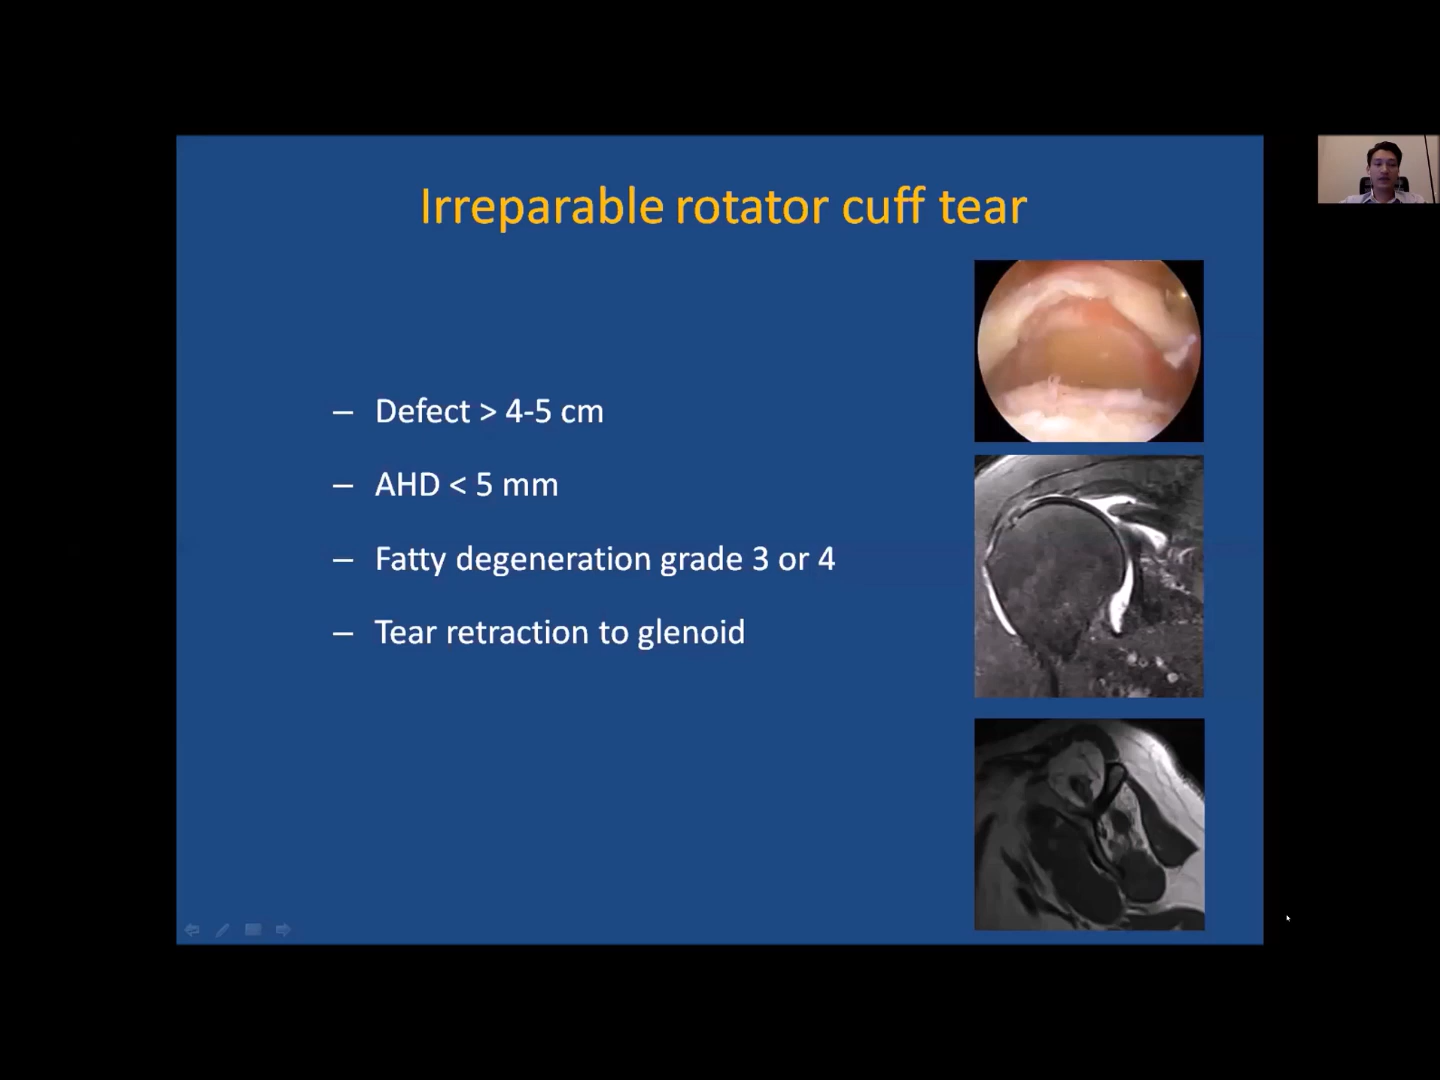 Irreparable rotator cuff tear
– Defect > 4-5 cm
– AHD < 5 mm
– Fatty degeneration grade 3 or 4
– Tear retraction to glenoid